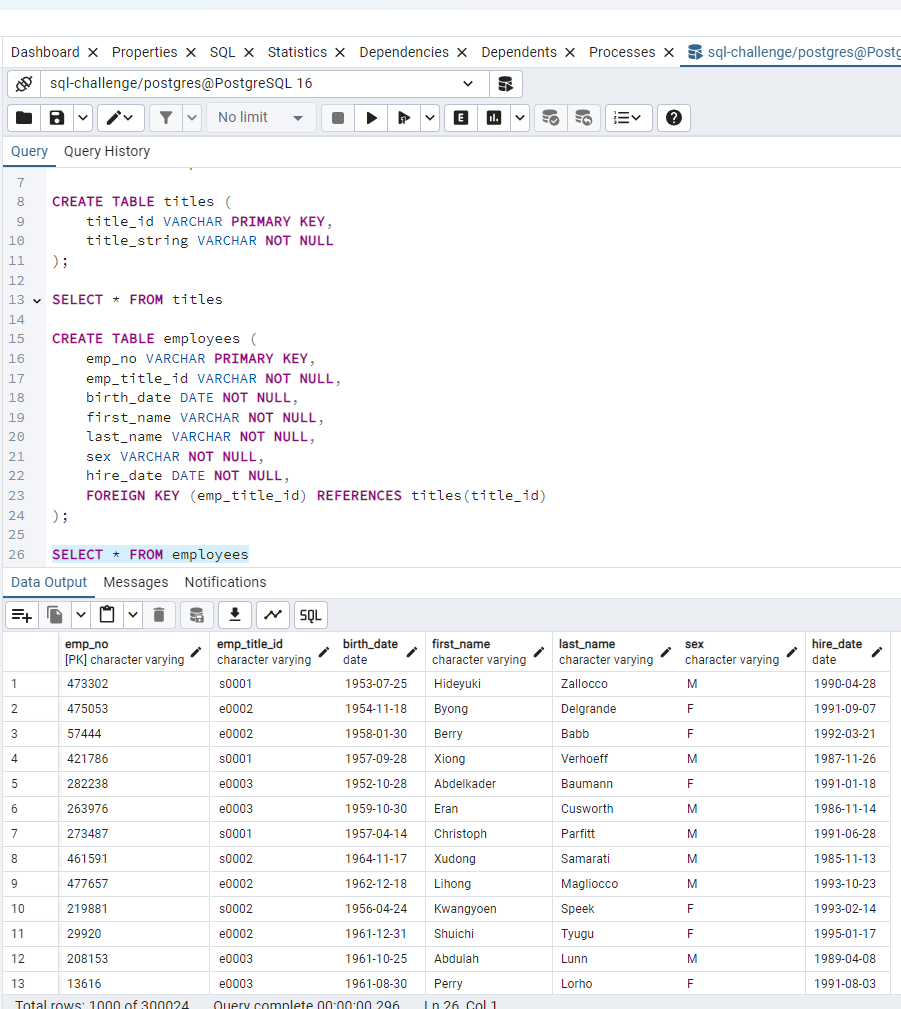 Dashboard Properties SQL Statistics Dependencies Dependents Processes sql-challenge/postgres@Postg
sql-challenge/postgres@PostgreSQL 16
No limit E
Query Query History
7
8 CREATE TABLE titles (
9 title_id VARCHAR PRIMARY KEY,
10 title_string VARCHAR NOT NULL
11 );
12
13 SELECT * FROM titles
14
15 CREATE TABLE employees (
16 emp_no VARCHAR PRIMARY KEY,
17 emp_title_id VARCHAR NOT NULL,
18 birth_date DATE NOT NULL,
19 first_name VARCHAR NOT NULL,
20 last_name VARCHAR NOT NULL,
21 sex VARCHAR NOT NULL,
22 hire_date DATE NOT NULL,
23 FOREIGN KEY (emp_title_id) REFERENCES titles(title_id)
24 );
25
26 SELECT * FROM employees
Data Output Messages Notifications
SQL
emp_no emp_title_id birth_date first_name last_name sex hire_date
[PK] character varying character varying date character varying character varying character varying date
1 473302 s0001 1953-07-25 Hideyuki Zallocco M 1990-04-28
2 475053 e0002 1954-11-18 Byong Delgrande F 1991-09-07
3 57444 e0002 1958-01-30 Berry Babb F 1992-03-21
4 421786 s0001 1957-09-28 Xiong Verhoeff M 1987-11-26
5 282238 e0003 1952-10-28 Abdelkader Baumann F 1991-01-18
6 263976 e0003 1959-10-30 Eran Cusworth M 1986-11-14
7 273487 s0001 1957-04-14 Christoph Parfitt M 1991-06-28
8 461591 s0002 1964-11-17 Xudong Samarati M 1985-11-13
9 477657 e0002 1962-12-18 Lihong Magliocco M 1993-10-23
10 219881 s0002 1956-04-24 Kwangyoen Speek F 1993-02-14
11 29920 e0002 1961-12-31 Shuichi Tyugu F 1995-01-17
12 208153 e0003 1961-10-25 Abdulah Lunn M 1989-04-08
13 13616 e0003 1961-08-30 Perry Lorho F 1991-08-03
Total rows: 1000 of 300024 Query complete 00:00:00.296 Ln 26, Col 1